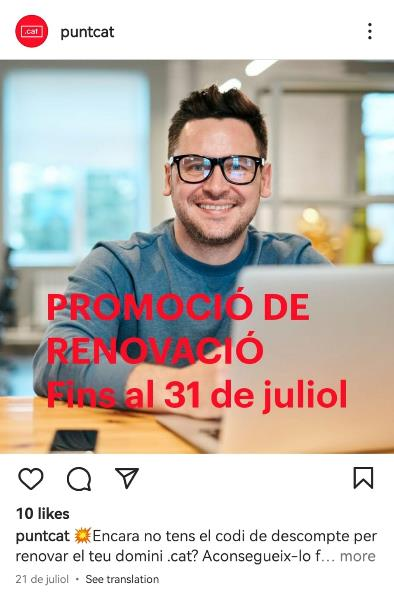 .cat
puntcat
PROMOCIÓ DE
RENOVACIÓ
Fins al 31 de juliol
10 likes
puntcat 💥Encara no tens el codi de descompte per
renovar el teu domini .cat? Aconsegueix-lo f… more
21 de juliol • See translation